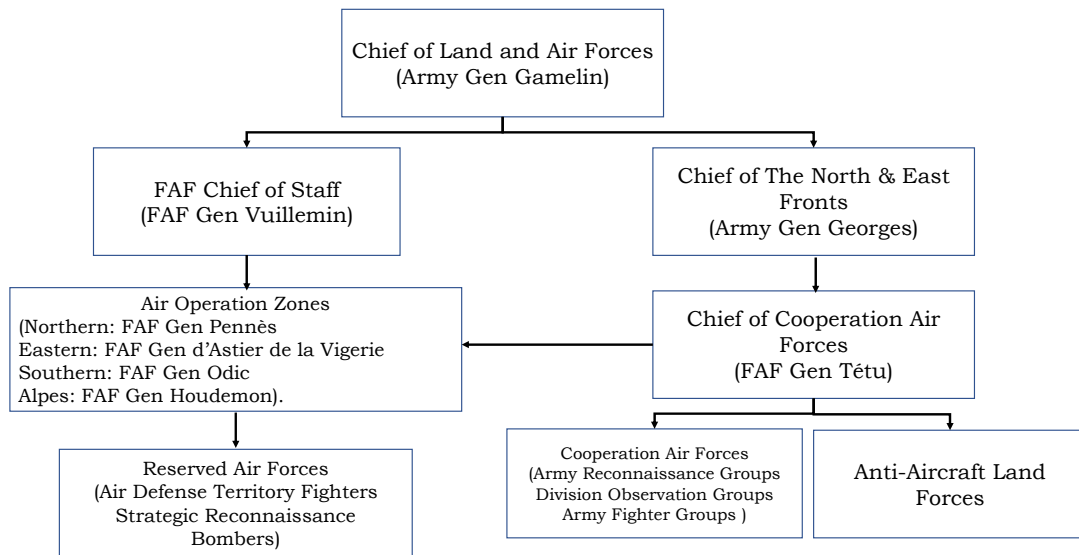 Chief of Land and Air Forces
(Army Gen Gamelin)
FAF Chief of Staff
(FAF Gen Vuillemin)
Chief of The North & East
Fronts
(Army Gen Georges)
Air Operation Zones
(Northern: FAF Gen Pennès
Eastern: FAF Gen d’Astier de la Vigerie
Southern: FAF Gen Odic
Alpes: FAF Gen Houdemon).
Chief of Cooperation Air
Forces
(FAF Gen Tétu)
Reserved Air Forces
(Air Defense Territory Fighters
Strategic Reconnaissance
Bombers)
Cooperation Air Forces
(Army Reconnaissance Groups
Division Observation Groups
Army Fighter Groups )
Anti-Aircraft Land
Forces